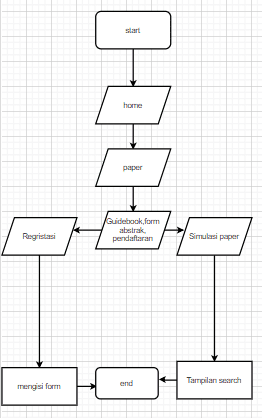 start
home
paper
Guidebook,form
abstrak,
pendaftaran
Regristasi
Simulasi paper
mengisi form
end
Tampilan search